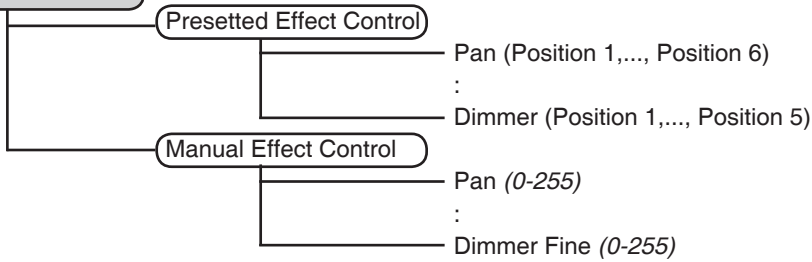 Presetted Effect Control
Pan (Position 1,..., Position 6)
:
Dimmer (Position 1,..., Position 5)
Manual Effect Control
Pan (0-255)
:
Dimmer Fine (0-255)